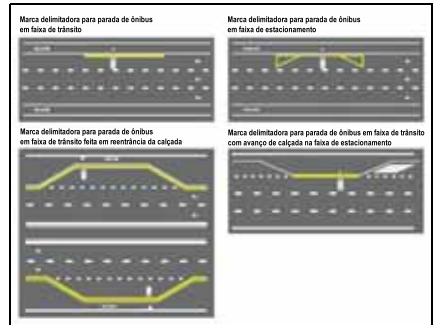 Marca delimitadora para parada de ônibus
em faixa de trânsito
Marca delimitadora para parada de ônibus
em faixa de estacionamento
Marca delimitadora para parada de ônibus
em faixa de trânsito feita em reentrância da calçada
Marca delimitadora para parada de ônibus em faixa de trânsito
com avanço de calçada na faixa de estacionamento